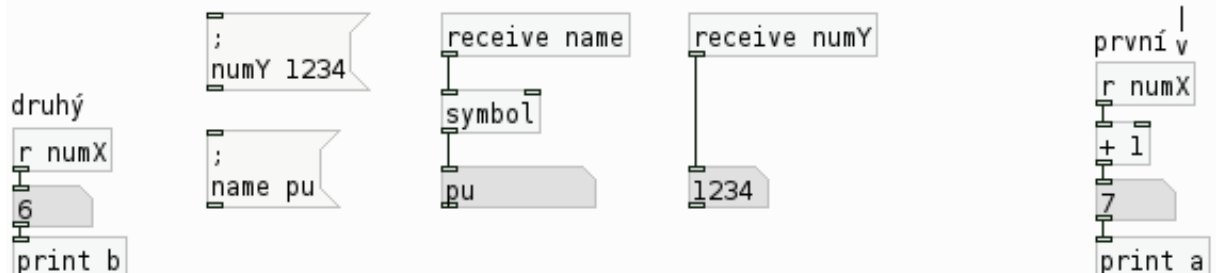 druhý
r numX
6
print b
;
numY 1234
;
name pu
receive name
symbol
pu
receive numY
1234
|
první v
r numX
+ 1
7
print a